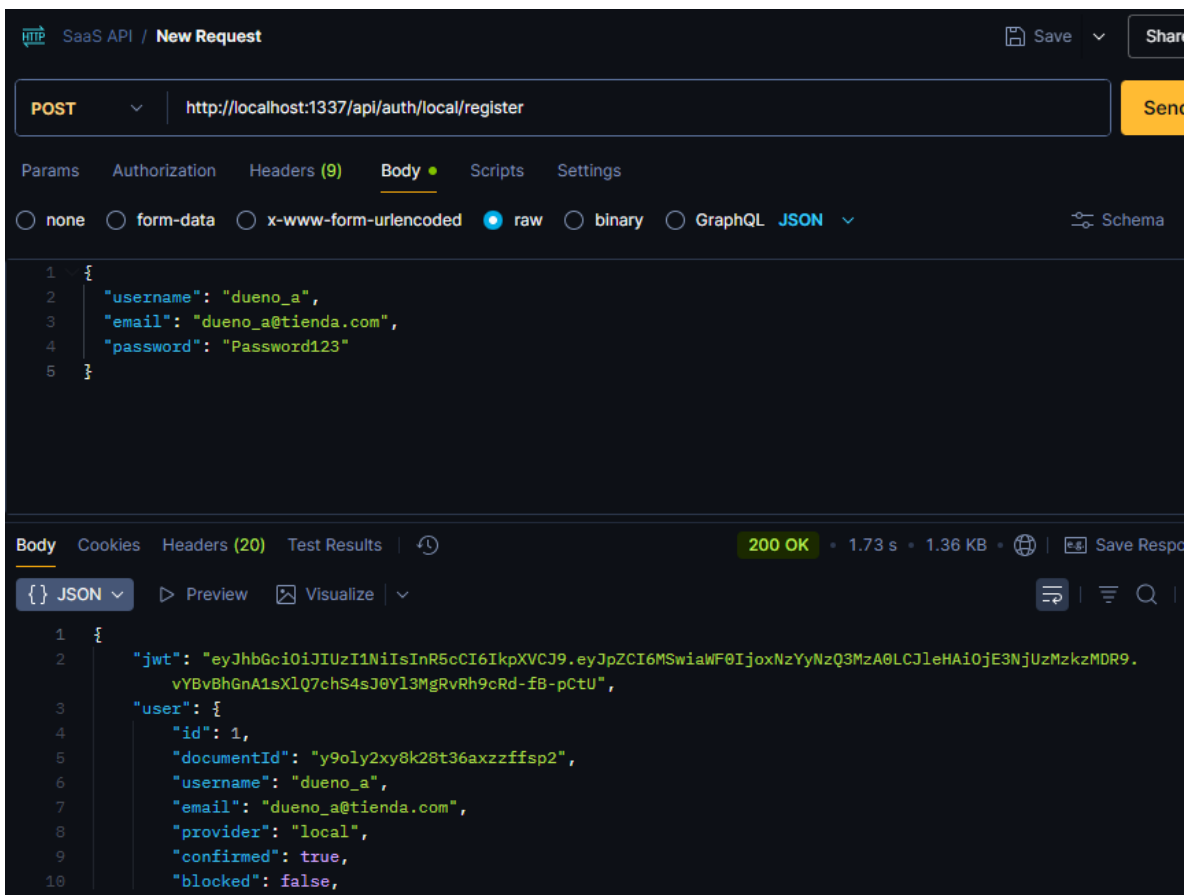 HTTP SaaS API / New Request Save Share
POST http://localhost:1337/api/auth/local/register Send
Params Authorization Headers (9) Body Scripts Settings
none form-data x-www-form-urlencoded raw binary GraphQL JSON Schema
1 {
2 "username": "dueno_a",
3 "email": "dueno_a@tienda.com",
4 "password": "Password123"
5 }
Body Cookies Headers (20) Test Results 200 OK • 1.73 s • 1.36 KB • e.g. Save Respo
{} JSON Preview Visualize
1 {
2 "jwt": "eyJhbGciOiJIUzI1NiIsInR5cCI6IkpXVCJ9.eyJpZCI6MSwiaWF0IjoxNzYyNzQ3MzA0LCJleHAiOjE3NjUzMzkzMDR9.
vYBvBhGnA1sXlQ7chS4sJ0Yl3MgRvRh9cRd-fB-pCtU",
3 "user": {
4 "id": 1,
5 "documentId": "y9oly2xy8k28t36axzzffsp2",
6 "username": "dueno_a",
7 "email": "dueno_a@tienda.com",
8 "provider": "local",
9 "confirmed": true,
10 "blocked": false,